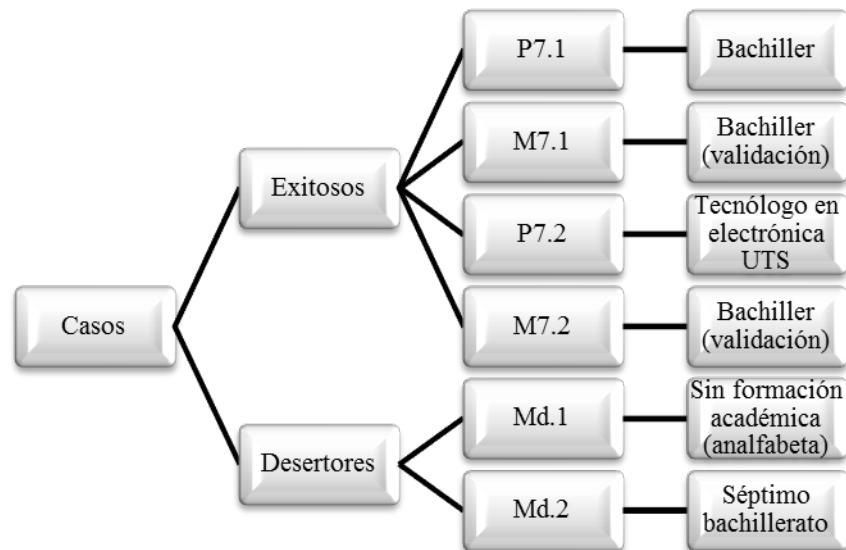 Casos
Exitosos
P7.1
Bachiller
M7.1
Bachiller
(validación)
P7.2
Tecnólogo en
electrónica
UTS
M7.2
Bachiller
(validación)
Desertores
Md.1
Sin formación
académica
(analfabeta)
Md.2
Séptimo
bachillerato